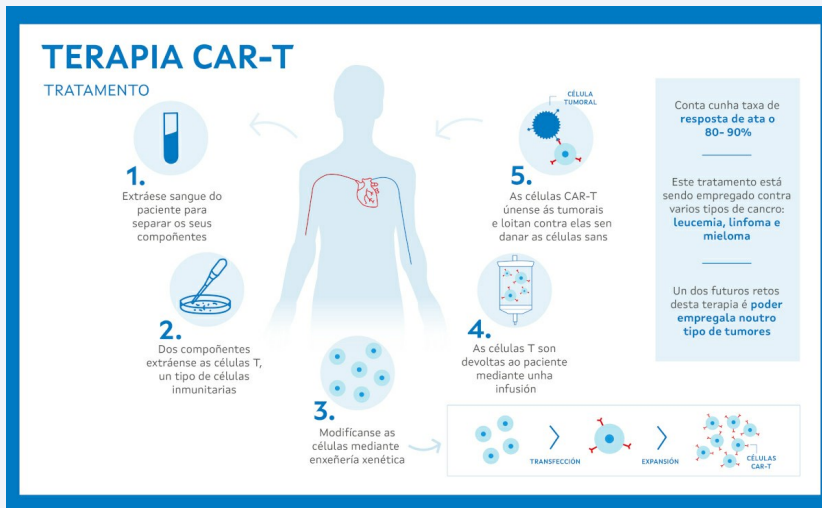 TERAPIA CAR-T
TRATAMENTO
1.
Extráese sangue do
paciente para
separar os seus
compoñentes
2.
Dos compoñentes
extráense as células T,
un tipo de células
inmunitarias
3.
Modifícanse as
células mediante
enxeñería xenética
TRANSFECCIÓN
EXPANSIÓN
CÉLULAS
CAR-T
4.
As células T son
devoltas ao paciente
mediante unha
infusión
CÉLULA
TUMORAL
5.
As células CAR-T
únense ás tumorais
e loitan contra elas sen
danar as células sans
Conta cunha taxa de
resposta de ata o
80- 90%
Este tratamento está
sendo empregado contra
varios tipos de cancro:
leucemia, linfoma e
mieloma
Un dos futuros retos
desta terapia é poder
empregala noutro
tipo de tumores